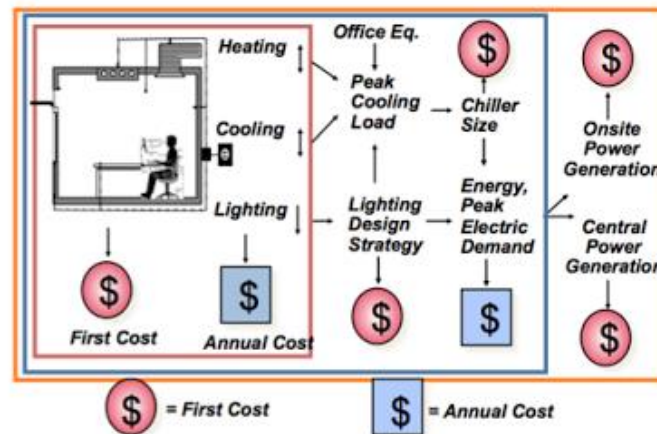 Heating
Office Eq.
$
$
Peak
Cooling
Load
Chiller
Size
Onsite
Power
Generation
Cooling
Lighting
Lighting
Design
Strategy
Energy,
Peak
Electric
Demand
Central
Power
Generation
$
$
$
$
$
First Cost
Annual Cost
$ = First Cost
$ = Annual Cost